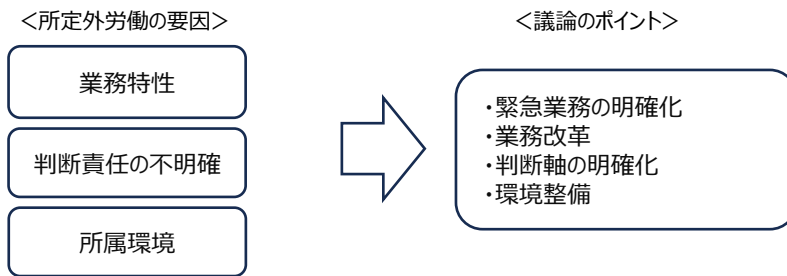 ＜所定外労働の要因＞
業務特性
判断責任の不明確
所属環境
＜議論のポイント＞
・緊急業務の明確化
・業務改革
・判断軸の明確化
・環境整備